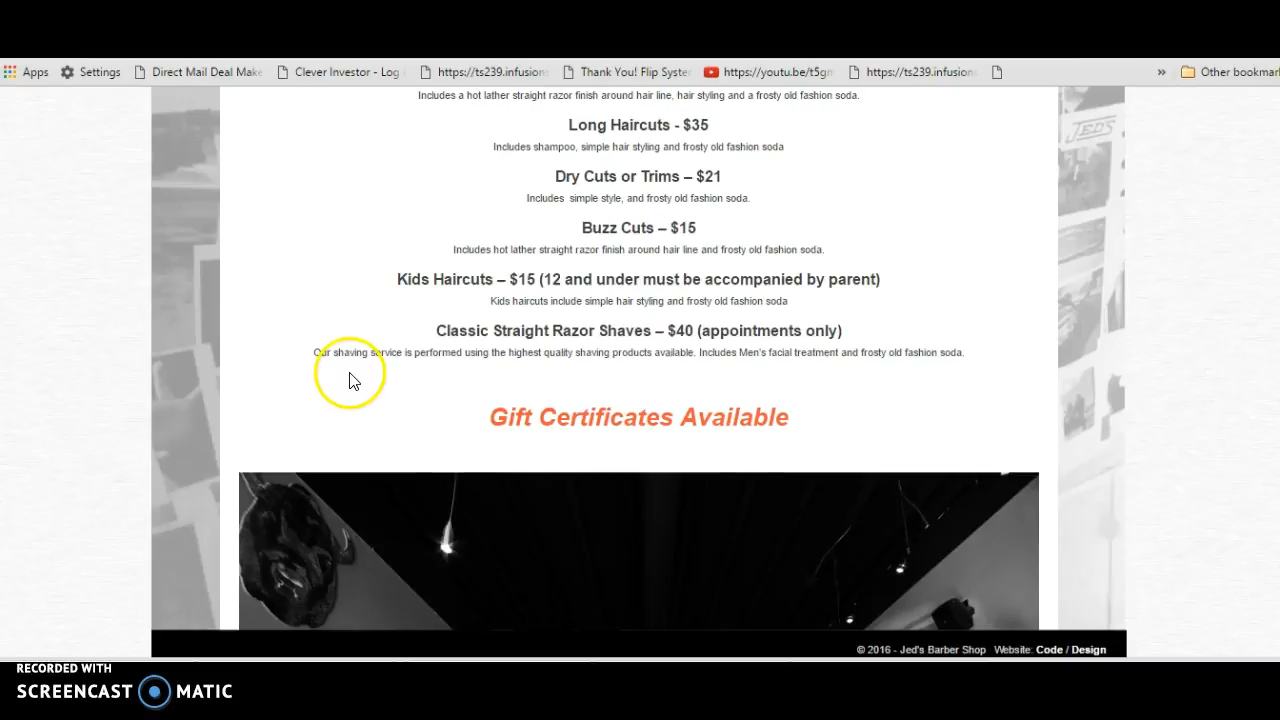 Apps Settings Direct Mail Deal Make Clever Investor - Log https://ts239.infusion Thank You! Flip Syste https://youtu.be/t5gm https://ts239.infusion » Other bookmar
Includes a hot lather straight razor finish around hair line, hair styling and a frosty old fashion soda.
Long Haircuts - $35
Includes shampoo, simple hair styling and frosty old fashion soda
JED'S
Dry Cuts or Trims – $21
Includes simple style, and frosty old fashion soda.
Buzz Cuts – $15
Includes hot lather straight razor finish around hair line and frosty old fashion soda.
Kids Haircuts – $15 (12 and under must be accompanied by parent)
Kids haircuts include simple hair styling and frosty old fashion soda
Classic Straight Razor Shaves – $40 (appointments only)
Our shaving service is performed using the highest quality shaving products available. Includes Men's facial treatment and frosty old fashion soda.
Gift Certificates Available
© 2016 - Jed's Barber Shop Website: Code / Design
RECORDED WITH
SCREENCAST MATIC